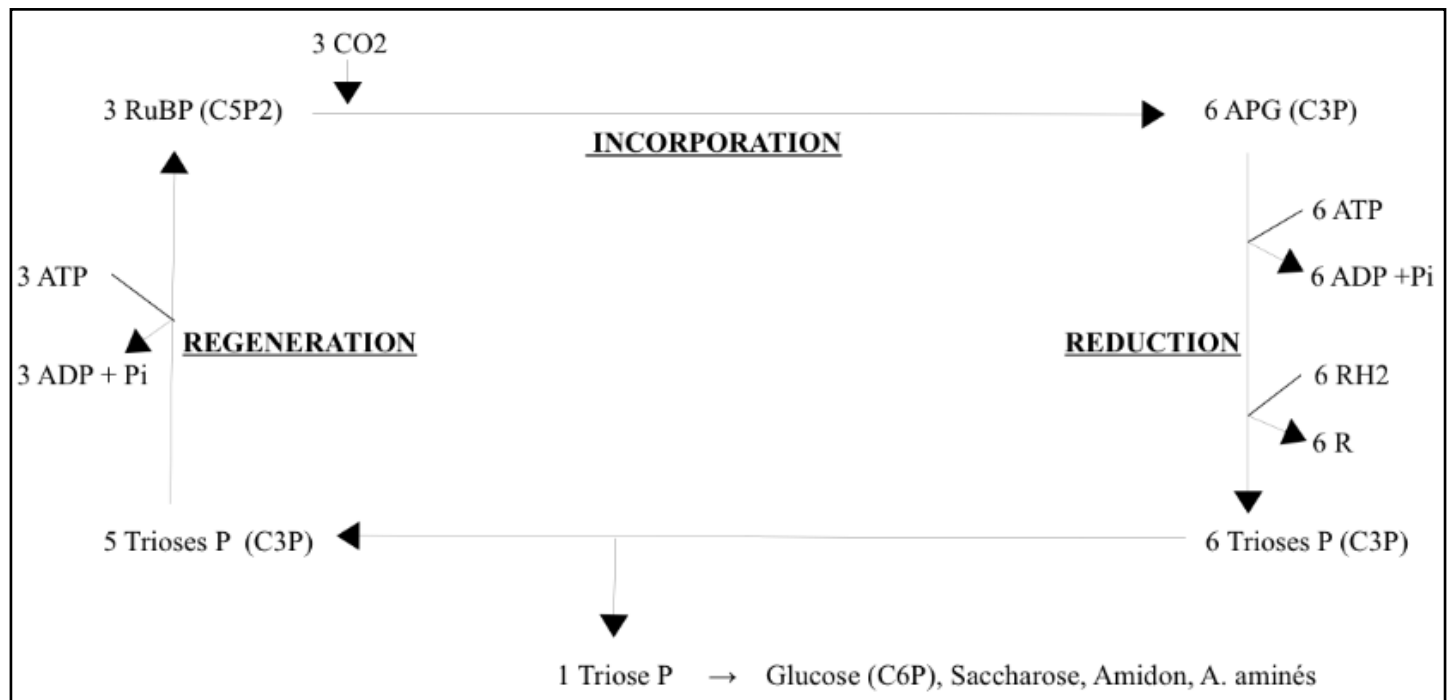 3 CO2
3 RuBP (C5P2)
6 APG (C3P)
INCORPORATION
6 ATP
6 ADP +Pi
3 ATP
REGENERATION
REDUCTION
3 ADP + Pi
6 RH2
6 R
5 Trioses P (C3P)
6 Trioses P (C3P)
1 Triose P → Glucose (C6P), Saccharose, Amidon, A. aminés